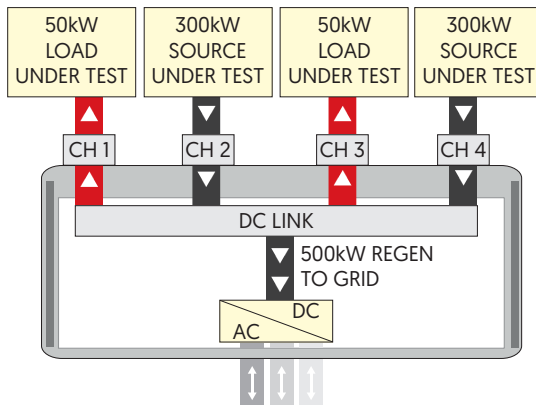 50kW
LOAD
UNDER TEST
300kW
SOURCE
UNDER TEST
50kW
LOAD
UNDER TEST
300kW
SOURCE
UNDER TEST
CH 1
CH 2
CH 3
CH 4
DC LINK
500kW REGEN
TO GRID
DC
AC